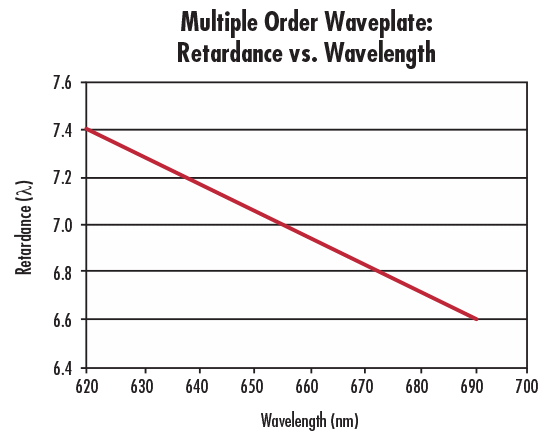 Multiple Order Waveplate:
Retardance vs. Wavelength
7.6
7.4
7.2
7.0
6.8
6.6
6.4
Retardance (λ)
620 630 640 650 660 670 680 690 700
Wavelength (nm)